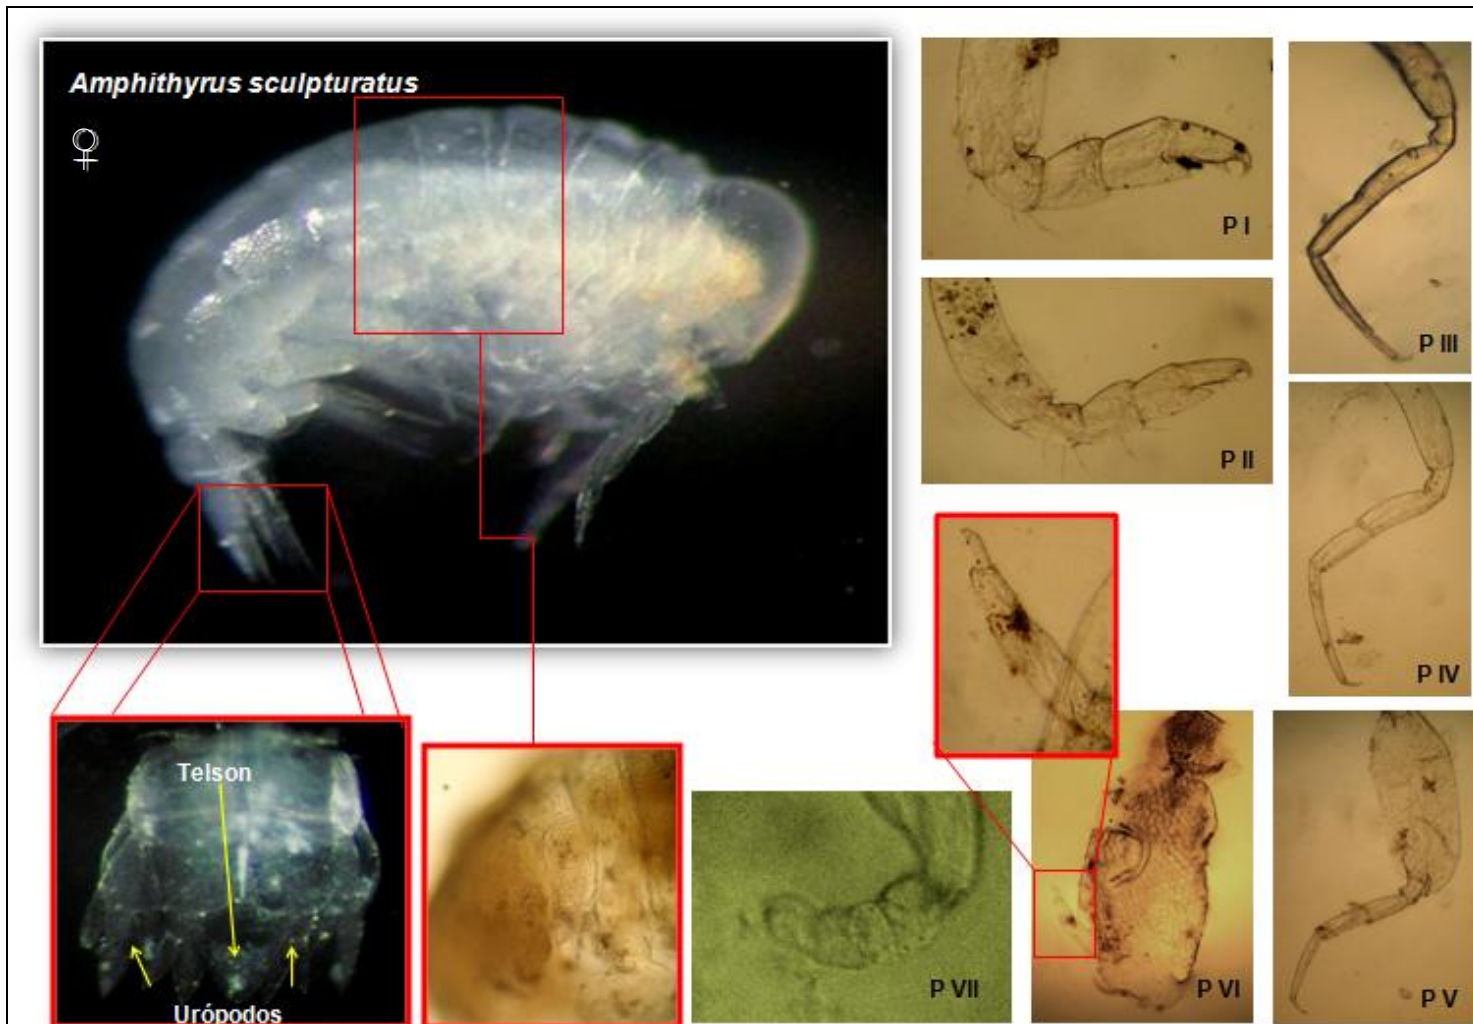 Amphithyrus sculpturatus
♀
P I
P II
P III
P IV
P V
P VI
P VII
Telson
Urópodos